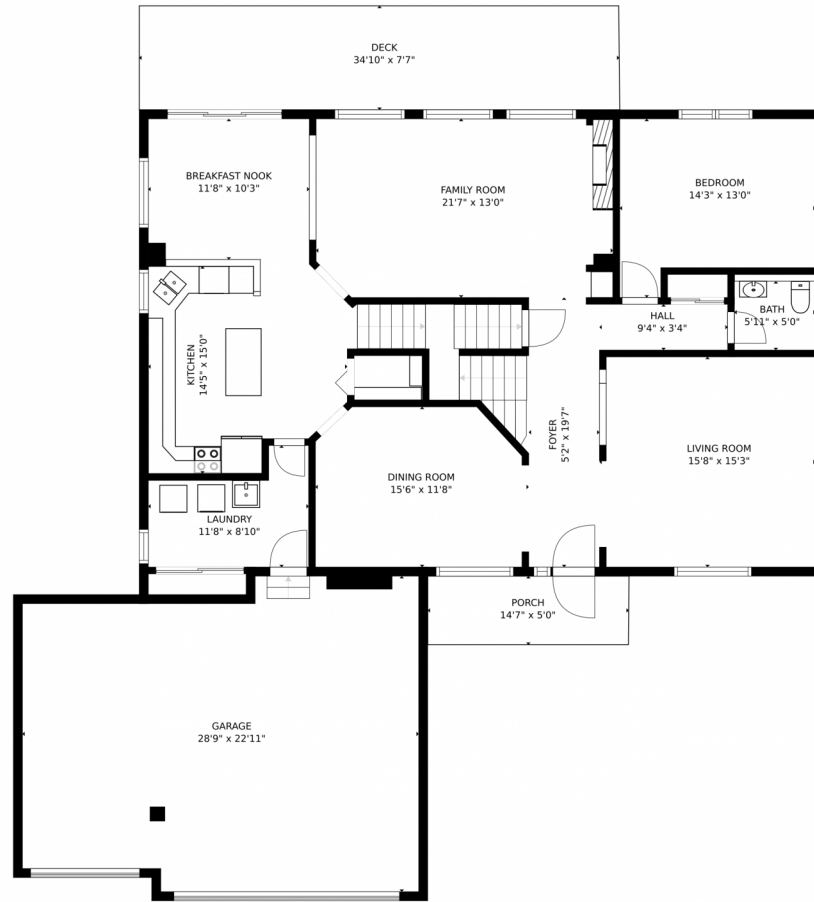 DECK
34'10" x 7'7"
BREAKFAST NOOK
11'8" x 10'3"
FAMILY ROOM
21'7" x 13'0"
BEDROOM
14'3" x 13'0"
KITCHEN
14'5" x 15'0"
HALL
9'4" x 3'4"
BATH
5'11" x 5'0"
FOYER
5'2" x 19'7"
LIVING ROOM
15'8" x 15'3"
DINING ROOM
15'6" x 11'8"
LAUNDRY
11'8" x 8'10"
PORCH
14'7" x 5'0"
GARAGE
28'9" x 22'11"